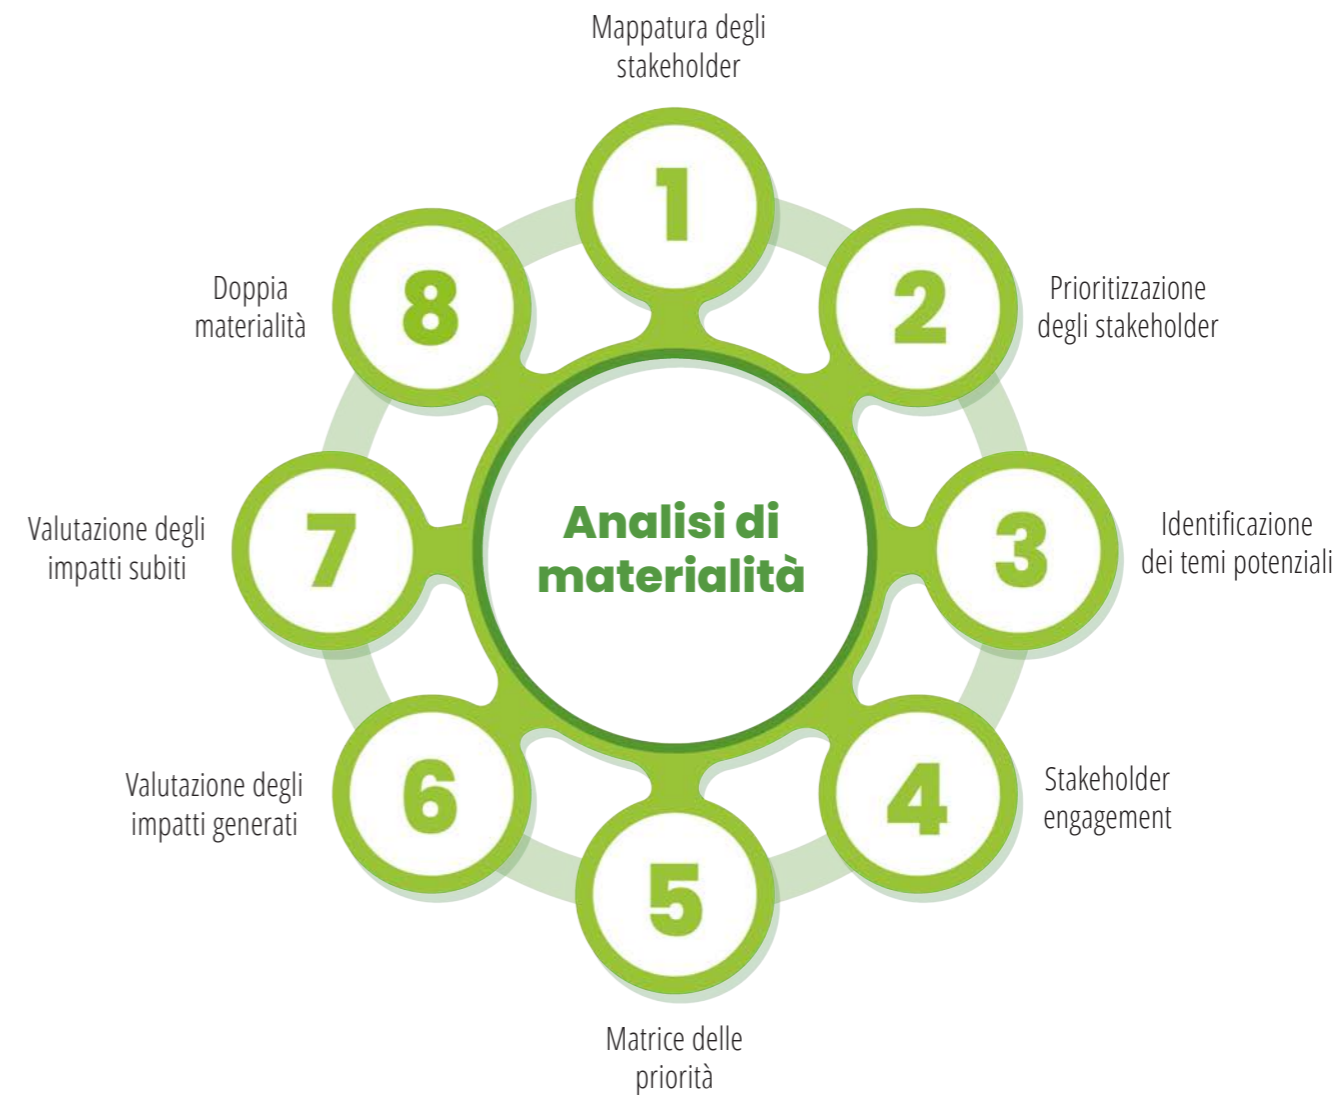 Mappatura degli
stakeholder
1
2
Prioritizzazione
degli stakeholder
3
Identificazione
dei temi potenziali
4
Stakeholder
engagement
5
Matrice delle
priorità
6
Valutazione degli
impatti generati
7
Valutazione degli
impatti subiti
8
Doppia
materialità
Analisi di
materialità